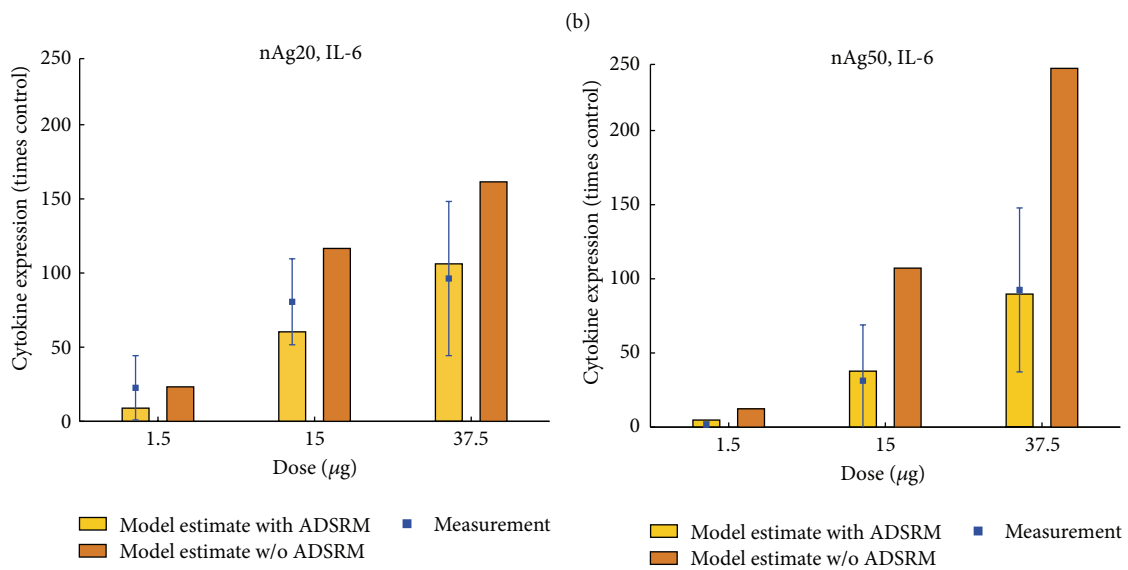 (b)
nAg20, IL-6
Cytokine expression (times control)
250
200
150
100
50
0
1.5 15 37.5
Dose (μg)
Model estimate with ADSRM
Model estimate w/o ADSRM
Measurement
nAg50, IL-6
Cytokine expression (times control)
250
200
150
100
50
0
1.5 15 37.5
Dose (μg)
Model estimate with ADSRM
Model estimate w/o ADSRM
Measurement